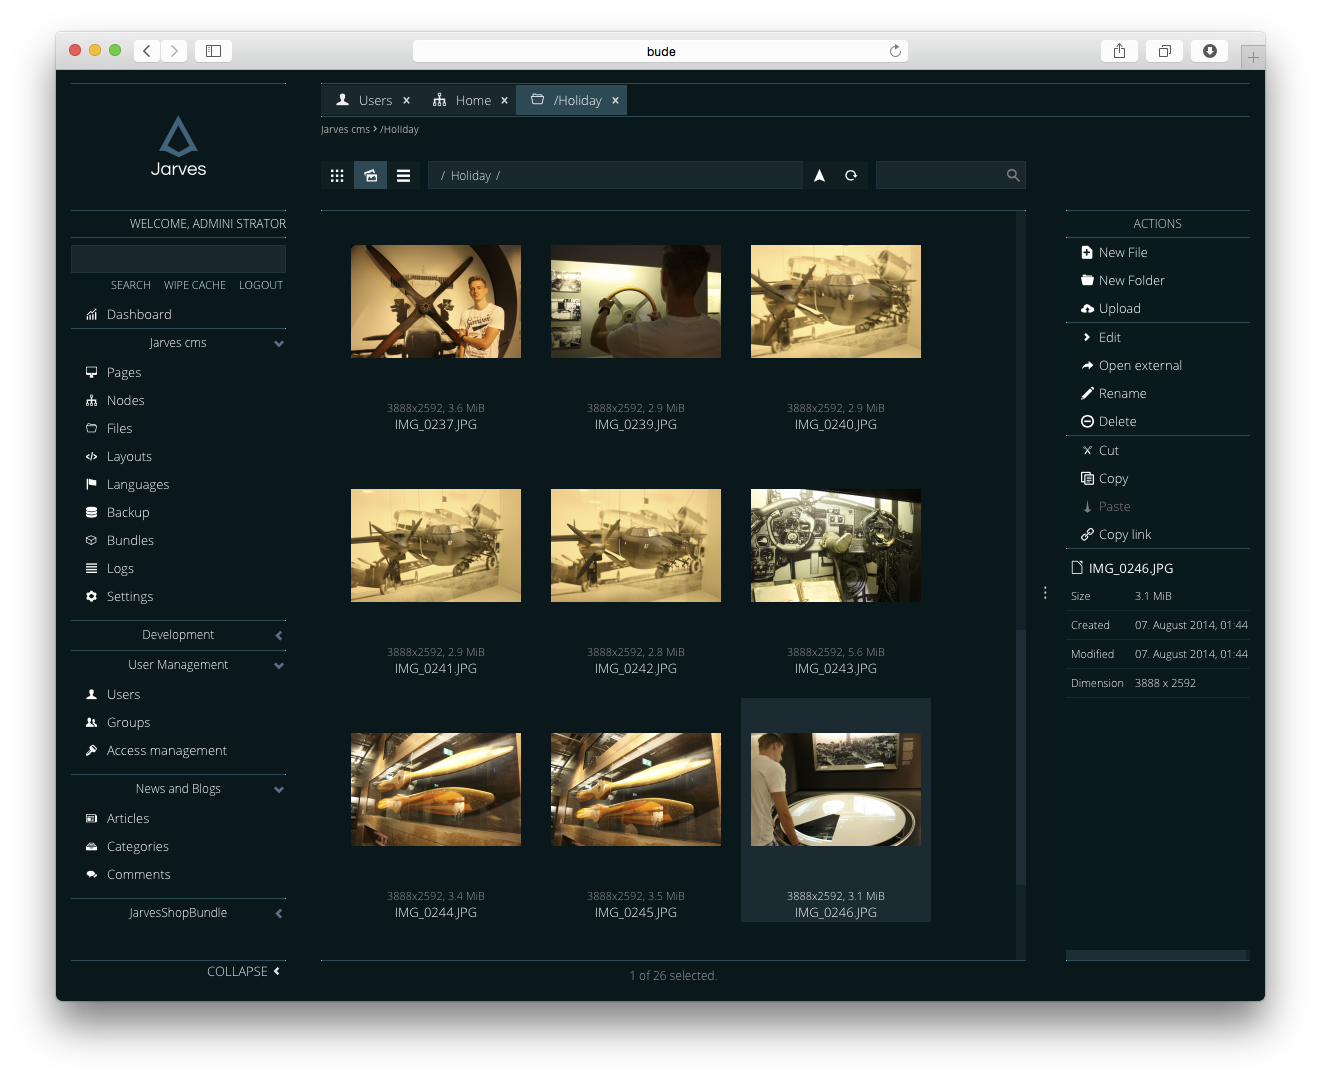 bude
Jarves
WELCOME, ADMINI STRATOR
SEARCH WIPE CACHE LOGOUT
Dashboard
Jarves cms
Pages
Nodes
Files
Layouts
Languages
Backup
Bundles
Logs
Settings
Development
User Management
Users
Groups
Access management
News and Blogs
Articles
Categories
Comments
JarvesShopBundle
COLLAPSE
Users x Home x /Holiday x
Jarves cms > /Holiday
/ Holiday /
3888x2592, 3.6 MiB
IMG_0237.JPG
3888x2592, 2.9 MiB
IMG_0239.JPG
3888x2592, 2.9 MiB
IMG_0240.JPG
3888x2592, 2.9 MiB
IMG_0241.JPG
3888x2592, 2.8 MiB
IMG_0242.JPG
3888x2592, 5.6 MiB
IMG_0243.JPG
3888x2592, 3.4 MiB
IMG_0244.JPG
3888x2592, 3.5 MiB
IMG_0245.JPG
3888x2592, 3.1 MiB
IMG_0246.JPG
1 of 26 selected.
ACTIONS
New File
New Folder
Upload
Edit
Open external
Rename
Delete
Cut
Copy
Paste
Copy link
IMG_0246.JPG
Size 3.1 MiB
Created 07. August 2014, 01:44
Modified 07. August 2014, 01:44
Dimension 3888 x 2592